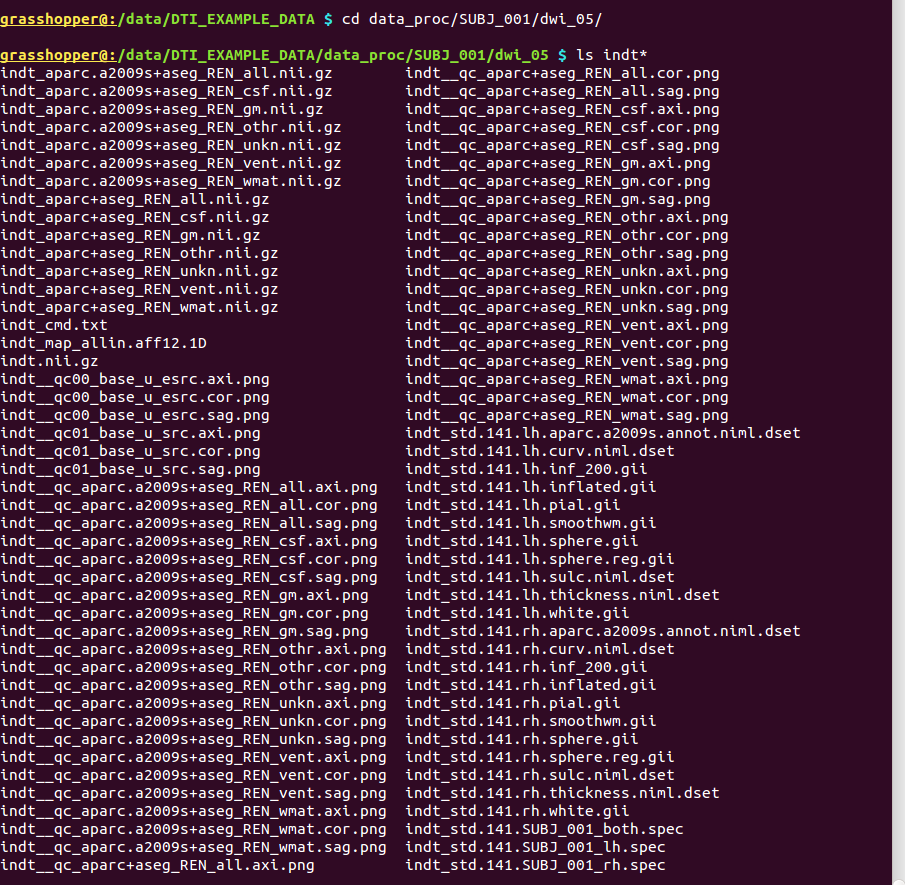 grasshopper@:/data/DTI_EXAMPLE_DATA $ cd data_proc/SUBJ_001/dwi_05/
grasshopper@:/data/DTI_EXAMPLE_DATA/data_proc/SUBJ_001/dwi_05 $ ls indt*
indt_aparc.a2009s+aseg_REN_all.nii.gz indt__qc_aparc+aseg_REN_all.cor.png
indt_aparc.a2009s+aseg_REN_csf.nii.gz indt__qc_aparc+aseg_REN_all.sag.png
indt_aparc.a2009s+aseg_REN_gm.nii.gz indt__qc_aparc+aseg_REN_csf.axi.png
indt_aparc.a2009s+aseg_REN_othr.nii.gz indt__qc_aparc+aseg_REN_csf.cor.png
indt_aparc.a2009s+aseg_REN_unkn.nii.gz indt__qc_aparc+aseg_REN_csf.sag.png
indt_aparc.a2009s+aseg_REN_vent.nii.gz indt__qc_aparc+aseg_REN_gm.axi.png
indt_aparc.a2009s+aseg_REN_wmat.nii.gz indt__qc_aparc+aseg_REN_gm.cor.png
indt_aparc+aseg_REN_all.nii.gz indt__qc_aparc+aseg_REN_gm.sag.png
indt_aparc+aseg_REN_csf.nii.gz indt__qc_aparc+aseg_REN_othr.axi.png
indt_aparc+aseg_REN_gm.nii.gz indt__qc_aparc+aseg_REN_othr.cor.png
indt_aparc+aseg_REN_othr.nii.gz indt__qc_aparc+aseg_REN_othr.sag.png
indt_aparc+aseg_REN_unkn.nii.gz indt__qc_aparc+aseg_REN_unkn.axi.png
indt_aparc+aseg_REN_vent.nii.gz indt__qc_aparc+aseg_REN_unkn.cor.png
indt_aparc+aseg_REN_wmat.nii.gz indt__qc_aparc+aseg_REN_unkn.sag.png
indt_cmd.txt indt__qc_aparc+aseg_REN_vent.axi.png
indt_map_allin.aff12.1D indt__qc_aparc+aseg_REN_vent.cor.png
indt.nii.gz indt__qc_aparc+aseg_REN_vent.sag.png
indt__qc00_base_u_esrc.axi.png indt__qc_aparc+aseg_REN_wmat.axi.png
indt__qc00_base_u_esrc.cor.png indt__qc_aparc+aseg_REN_wmat.cor.png
indt__qc00_base_u_esrc.sag.png indt__qc_aparc+aseg_REN_wmat.sag.png
indt__qc01_base_u_src.axi.png indt_std.141.lh.aparc.a2009s.annot.niml.dset
indt__qc01_base_u_src.cor.png indt_std.141.lh.curv.niml.dset
indt__qc01_base_u_src.sag.png indt_std.141.lh.inf_200.gii
indt__qc_aparc.a2009s+aseg_REN_all.axi.png indt_std.141.lh.inflated.gii
indt__qc_aparc.a2009s+aseg_REN_all.cor.png indt_std.141.lh.pial.gii
indt__qc_aparc.a2009s+aseg_REN_all.sag.png indt_std.141.lh.smoothwm.gii
indt__qc_aparc.a2009s+aseg_REN_csf.axi.png indt_std.141.lh.sphere.gii
indt__qc_aparc.a2009s+aseg_REN_csf.cor.png indt_std.141.lh.sphere.reg.gii
indt__qc_aparc.a2009s+aseg_REN_csf.sag.png indt_std.141.lh.sulc.niml.dset
indt__qc_aparc.a2009s+aseg_REN_gm.axi.png indt_std.141.lh.thickness.niml.dset
indt__qc_aparc.a2009s+aseg_REN_gm.cor.png indt_std.141.lh.white.gii
indt__qc_aparc.a2009s+aseg_REN_gm.sag.png indt_std.141.rh.aparc.a2009s.annot.niml.dset
indt__qc_aparc.a2009s+aseg_REN_othr.axi.png indt_std.141.rh.curv.niml.dset
indt__qc_aparc.a2009s+aseg_REN_othr.cor.png indt_std.141.rh.inf_200.gii
indt__qc_aparc.a2009s+aseg_REN_othr.sag.png indt_std.141.rh.inflated.gii
indt__qc_aparc.a2009s+aseg_REN_unkn.axi.png indt_std.141.rh.pial.gii
indt__qc_aparc.a2009s+aseg_REN_unkn.cor.png indt_std.141.rh.smoothwm.gii
indt__qc_aparc.a2009s+aseg_REN_unkn.sag.png indt_std.141.rh.sphere.gii
indt__qc_aparc.a2009s+aseg_REN_vent.axi.png indt_std.141.rh.sphere.reg.gii
indt__qc_aparc.a2009s+aseg_REN_vent.cor.png indt_std.141.rh.sulc.niml.dset
indt__qc_aparc.a2009s+aseg_REN_vent.sag.png indt_std.141.rh.thickness.niml.dset
indt__qc_aparc.a2009s+aseg_REN_wmat.axi.png indt_std.141.rh.white.gii
indt__qc_aparc.a2009s+aseg_REN_wmat.cor.png indt_std.141.SUBJ_001_both.spec
indt__qc_aparc.a2009s+aseg_REN_wmat.sag.png indt_std.141.SUBJ_001_lh.spec
indt__qc_aparc+aseg_REN_all.axi.png indt_std.141.SUBJ_001_rh.spec